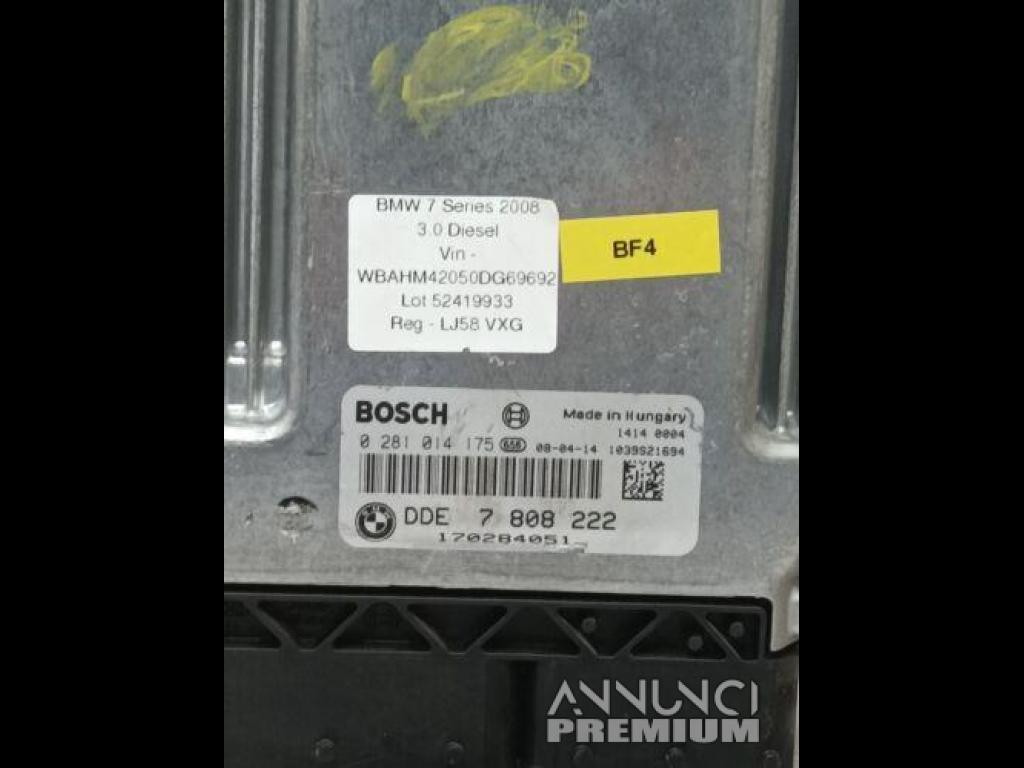 BMW 7 Series 2008
3.0 Diesel
Vin -
WBAHM42050DG69692
Lot 52419933
Reg - LJ58 VXG
BF4
BOSCH
Made in Hungary
1414 0004
0 281 014 175 656 08-04-14 1039S21694
DDE 7 808 222
170284051
ANNUNCI
PREMIUM